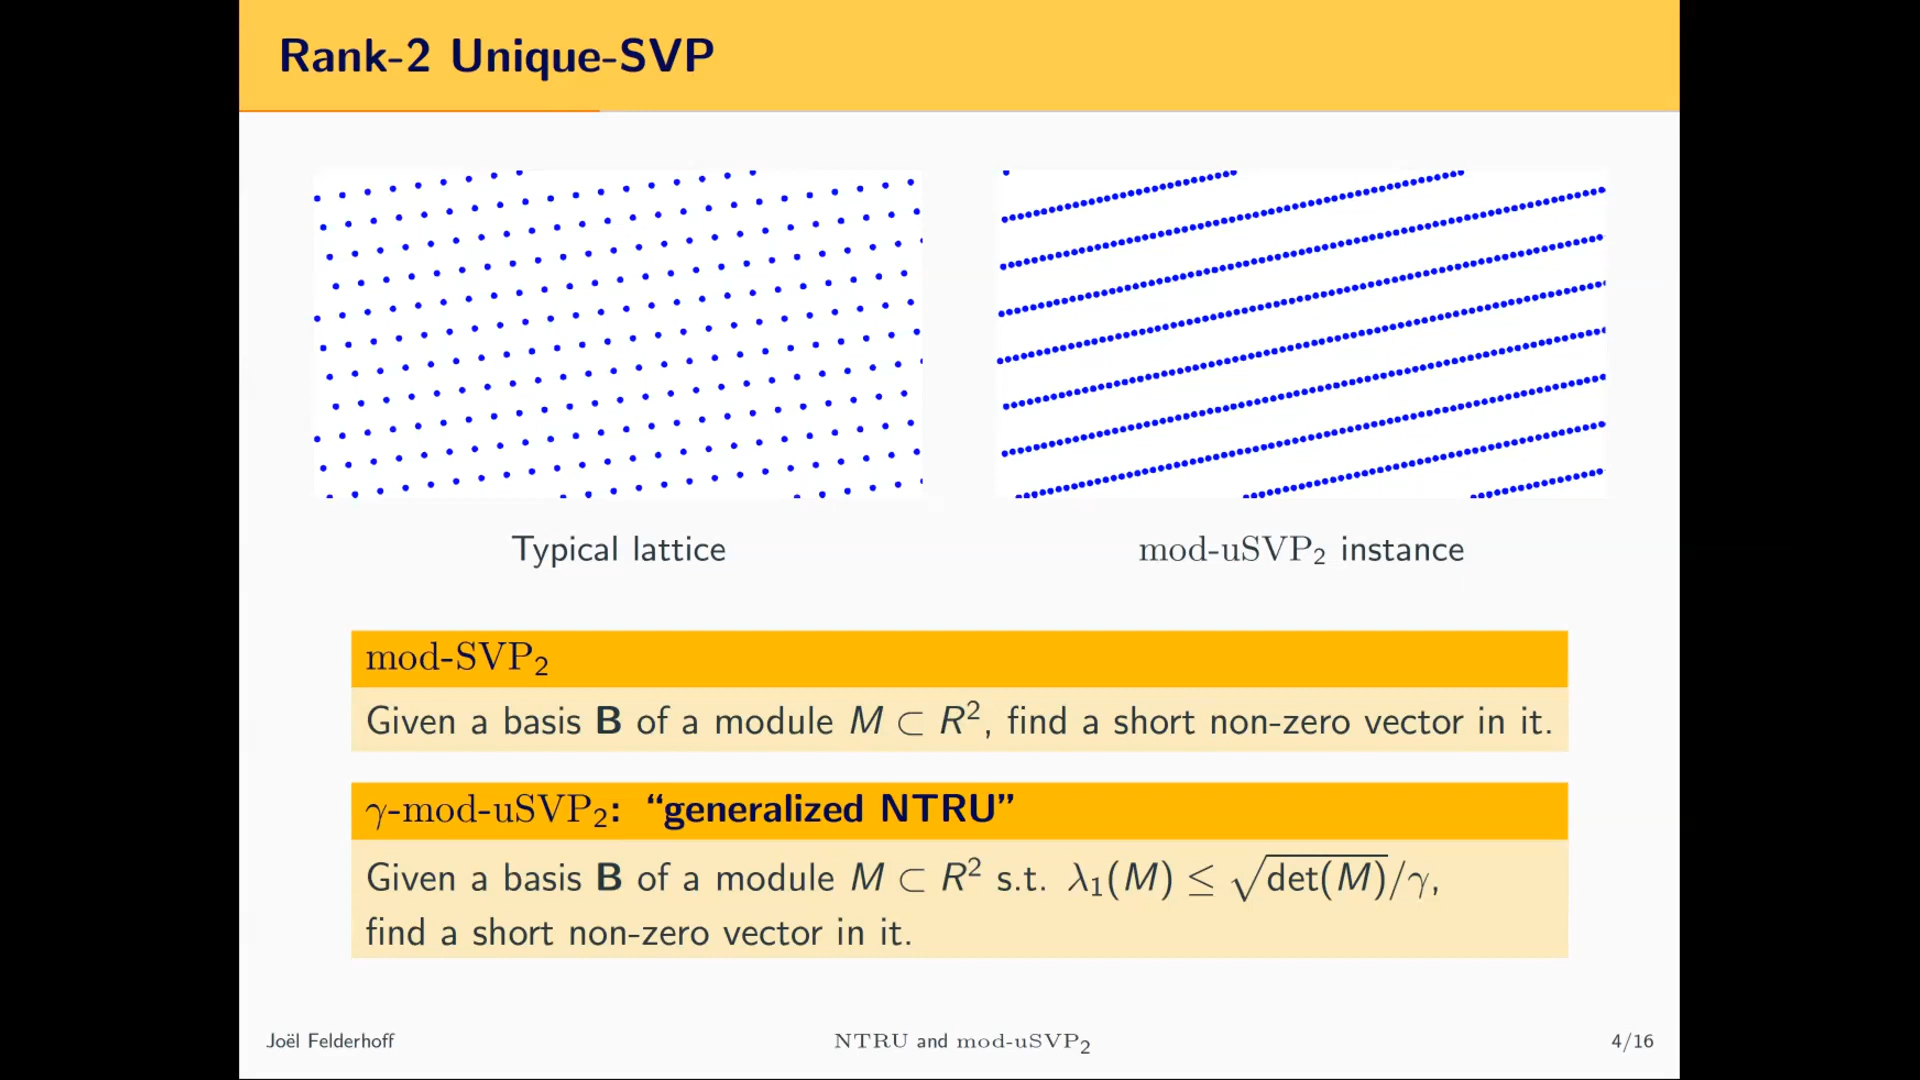 Rank-2 Unique-SVP
Typical lattice
mod-uSVP₂ instance
mod-SVP₂
Given a basis B of a module M ⊂ R², find a short non-zero vector in it.
γ-mod-uSVP₂: “generalized NTRU”
Given a basis B of a module M ⊂ R² s.t. λ₁(M) ≤ √det(M)/γ,
find a short non-zero vector in it.
Joël Felderhoff
NTRU and mod-uSVP₂
4/16